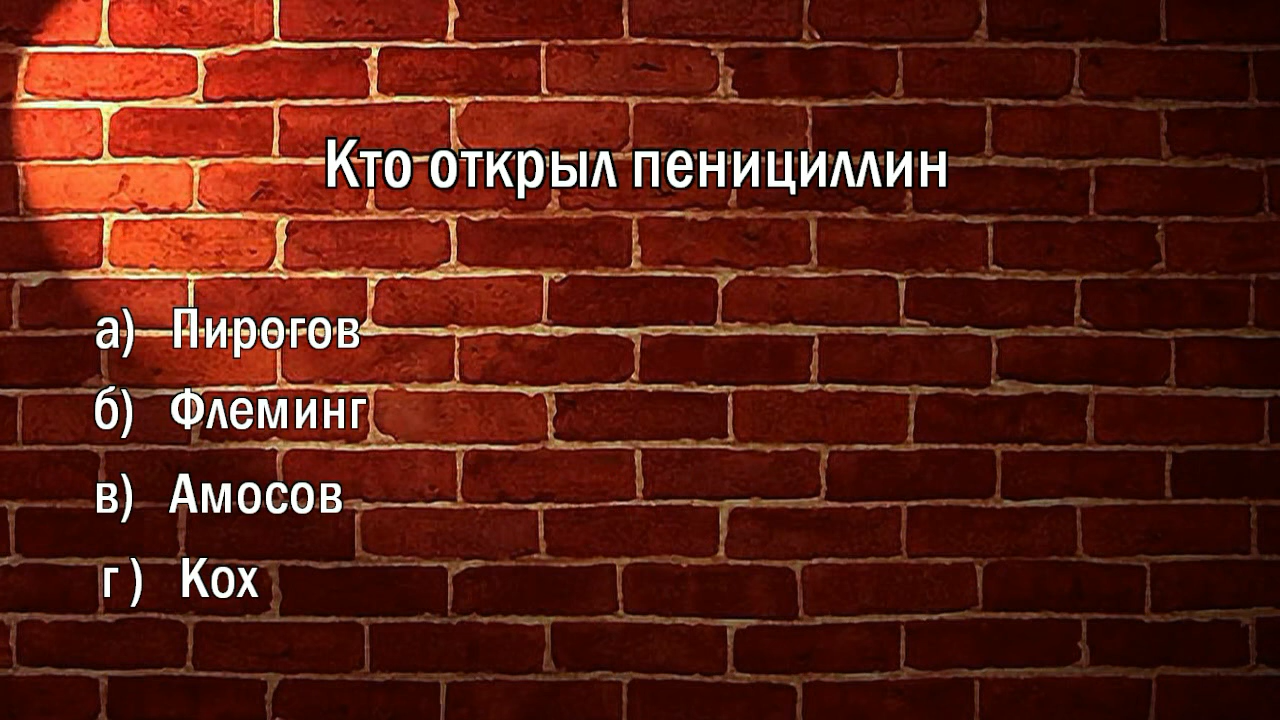 Кто открыл пенициллин
а) Пирогов
б) Флеминг
в) Амосов
г ) Кох